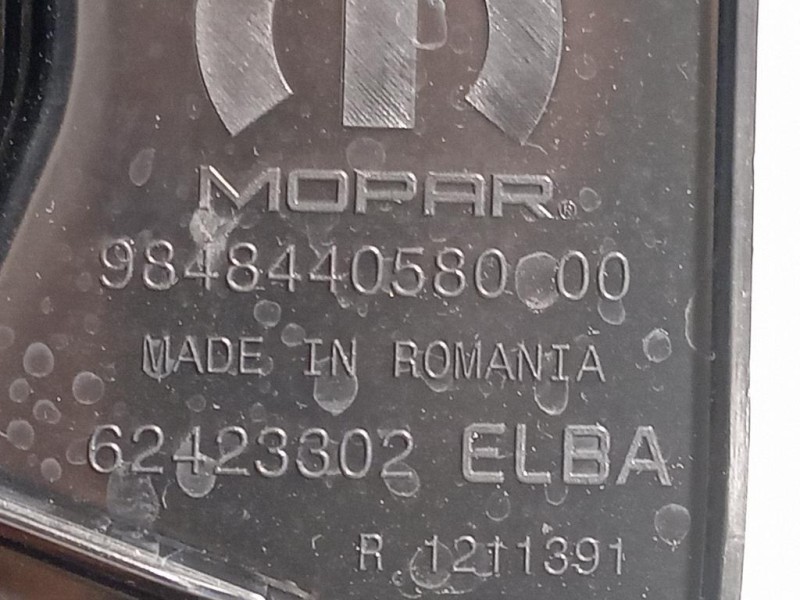 MOPAR®
9848440580 00
MADE IN ROMANIA
62423302 ELBA
R 1211391